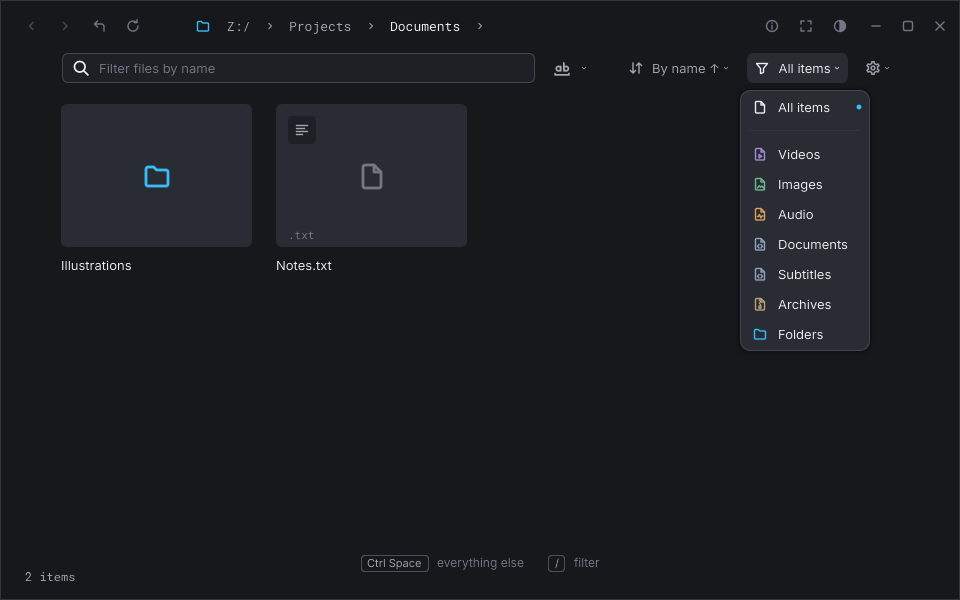 Z:/ Projects Documents
Filter files by name
ab
By name ↑
All items
All items
Videos
Images
Audio
Documents
Subtitles
Archives
Folders
.txt
Illustrations
Notes.txt
Ctrl Space everything else / filter
2 items